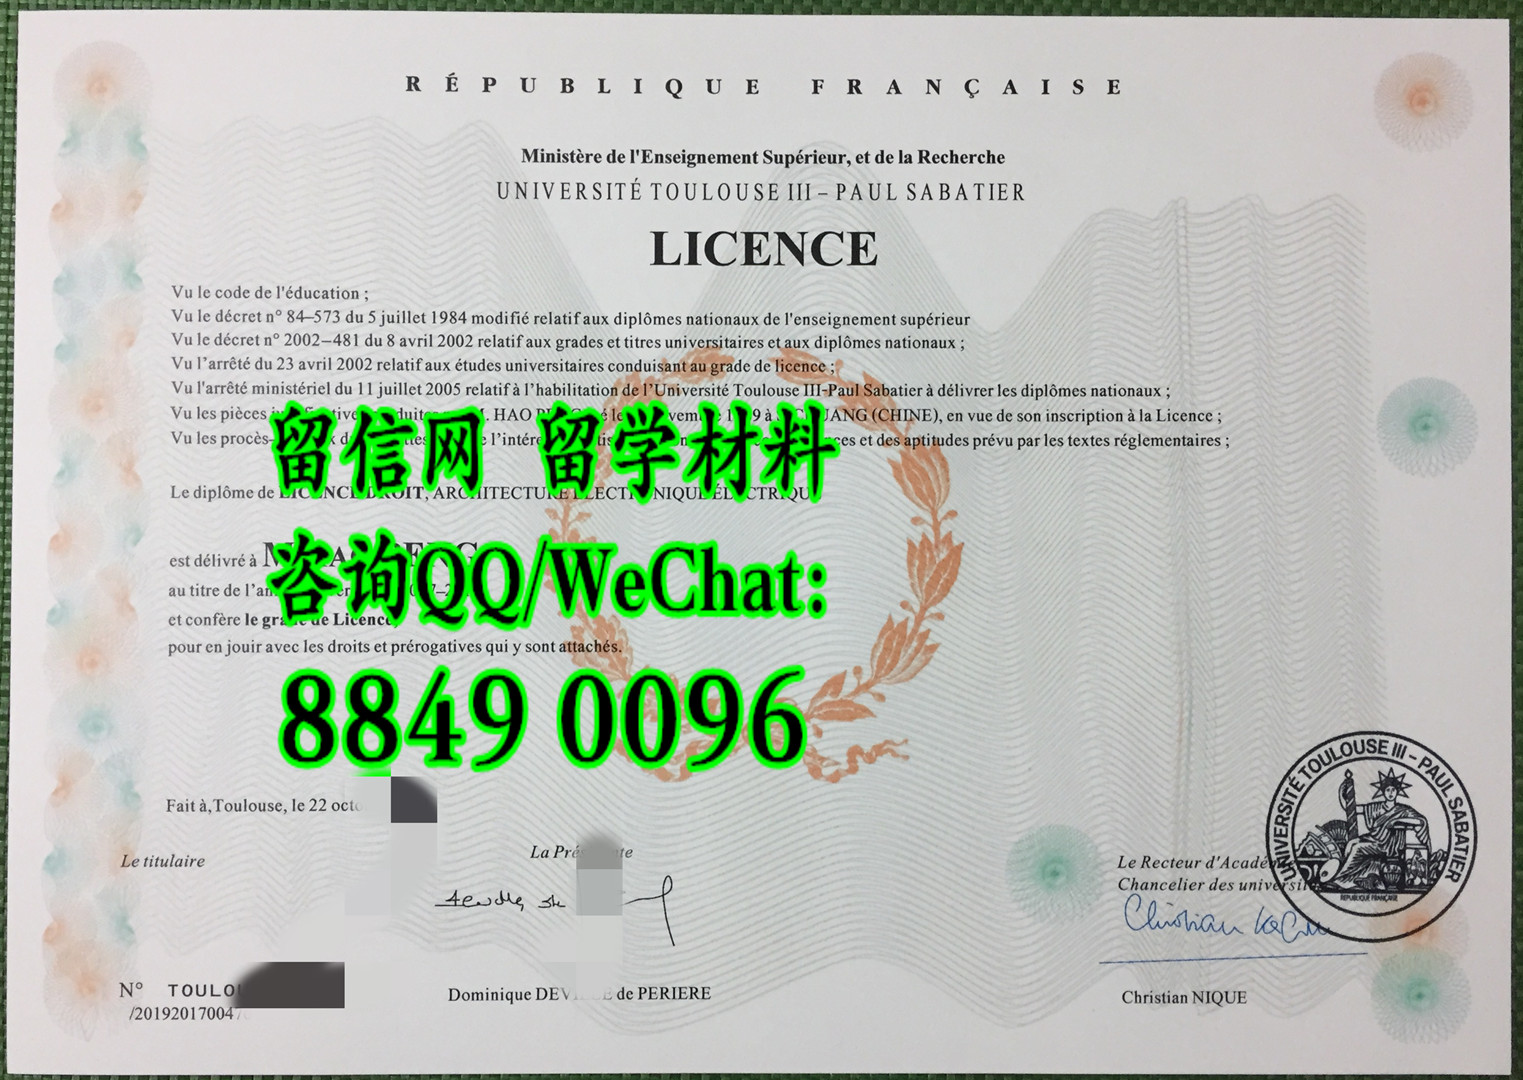 RÉPUBLIQUE FRANÇAISE
Ministère de l'Enseignement Supérieur, et de la Recherche
UNIVERSITÉ TOULOUSE III – PAUL SABATIER
LICENCE
Vu le code de l'éducation ;
Vu le décret n° 84–573 du 5 juillet 1984 modifié relatif aux diplômes nationaux de l'enseignement supérieur
Vu le décret n° 2002–481 du 8 avril 2002 relatif aux grades et titres universitaires et aux diplômes nationaux ;
Vu l’arrêté du 23 avril 2002 relatif aux études universitaires conduisant au grade de licence ;
Vu l'arrêté ministériel du 11 juillet 2005 relatif à l’habilitation de l’Université Toulouse III-Paul Sabatier à délivrer les diplômes nationaux ;
Vu les pièces HAO (CHINE), en vue de son inscription à la Licence ;
Vu les et des aptitudes prévu par les textes réglementaires ;
留信网 留学材料
Le diplôme de LICENCE DROIT, ARCHITECTURE
est délivré à
咨询QQ/WeChat:
au titre de
et confère le grade de Licence,
pour en jouir avec les droits et prérogatives qui y sont attachés.
8849 0096
Fait à,Toulouse, le 22
Le titulaire
La
Le Recteur d'Académie
Chancelier des
UNIVERSITÉ TOULOUSE III – PAUL SABATIER
RÉPUBLIQUE FRANÇAISE
N°
Dominique de PERIERE
Christian NIQUE